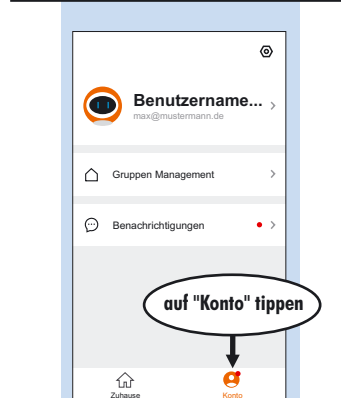 Benutzername...
max@mustermann.de
Gruppen Management
Benachrichtigungen
auf "Konto" tippen
Zuhause
Konto